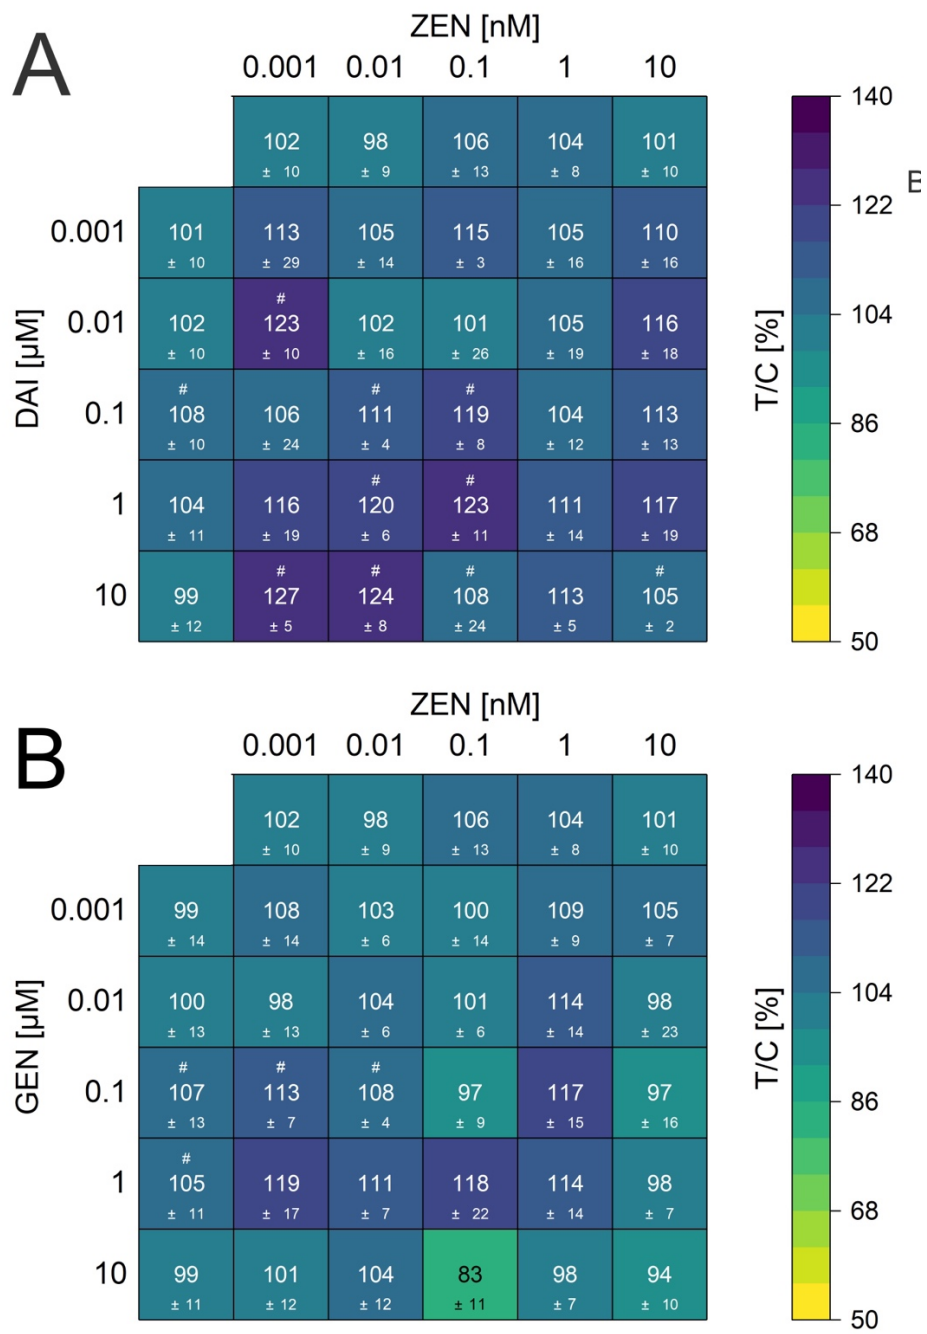 A
ZEN [nM]
0.001 0.01 0.1 1 10
102 98 106 104 101
± 10 ± 9 ± 13 ± 8 ± 10
0.001 101 113 105 115 105 110
± 10 ± 29 ± 14 ± 3 ± 16 ± 16
#
0.01 102 123 102 101 105 116
± 10 ± 10 ± 16 ± 26 ± 19 ± 18
# # #
0.1 108 106 111 119 104 113
± 10 ± 24 ± 4 ± 8 ± 12 ± 13
# #
1 104 116 120 123 111 117
± 11 ± 19 ± 6 ± 11 ± 14 ± 19
# # # #
10 99 127 124 108 113 105
± 12 ± 5 ± 8 ± 24 ± 5 ± 2
DAI [µM]
T/C [%]
140
122
104
86
68
50
B
ZEN [nM]
0.001 0.01 0.1 1 10
102 98 106 104 101
± 10 ± 9 ± 13 ± 8 ± 10
0.001 99 108 103 100 109 105
± 14 ± 14 ± 6 ± 14 ± 9 ± 7
0.01 100 98 104 101 114 98
± 13 ± 13 ± 6 ± 6 ± 14 ± 23
# # #
0.1 107 113 108 97 117 97
± 13 ± 7 ± 4 ± 9 ± 15 ± 16
#
1 105 119 111 118 114 98
± 11 ± 17 ± 7 ± 22 ± 14 ± 7
10 99 101 104 83 98 94
± 11 ± 12 ± 12 ± 11 ± 7 ± 10
GEN [µM]
T/C [%]
140
122
104
86
68
50